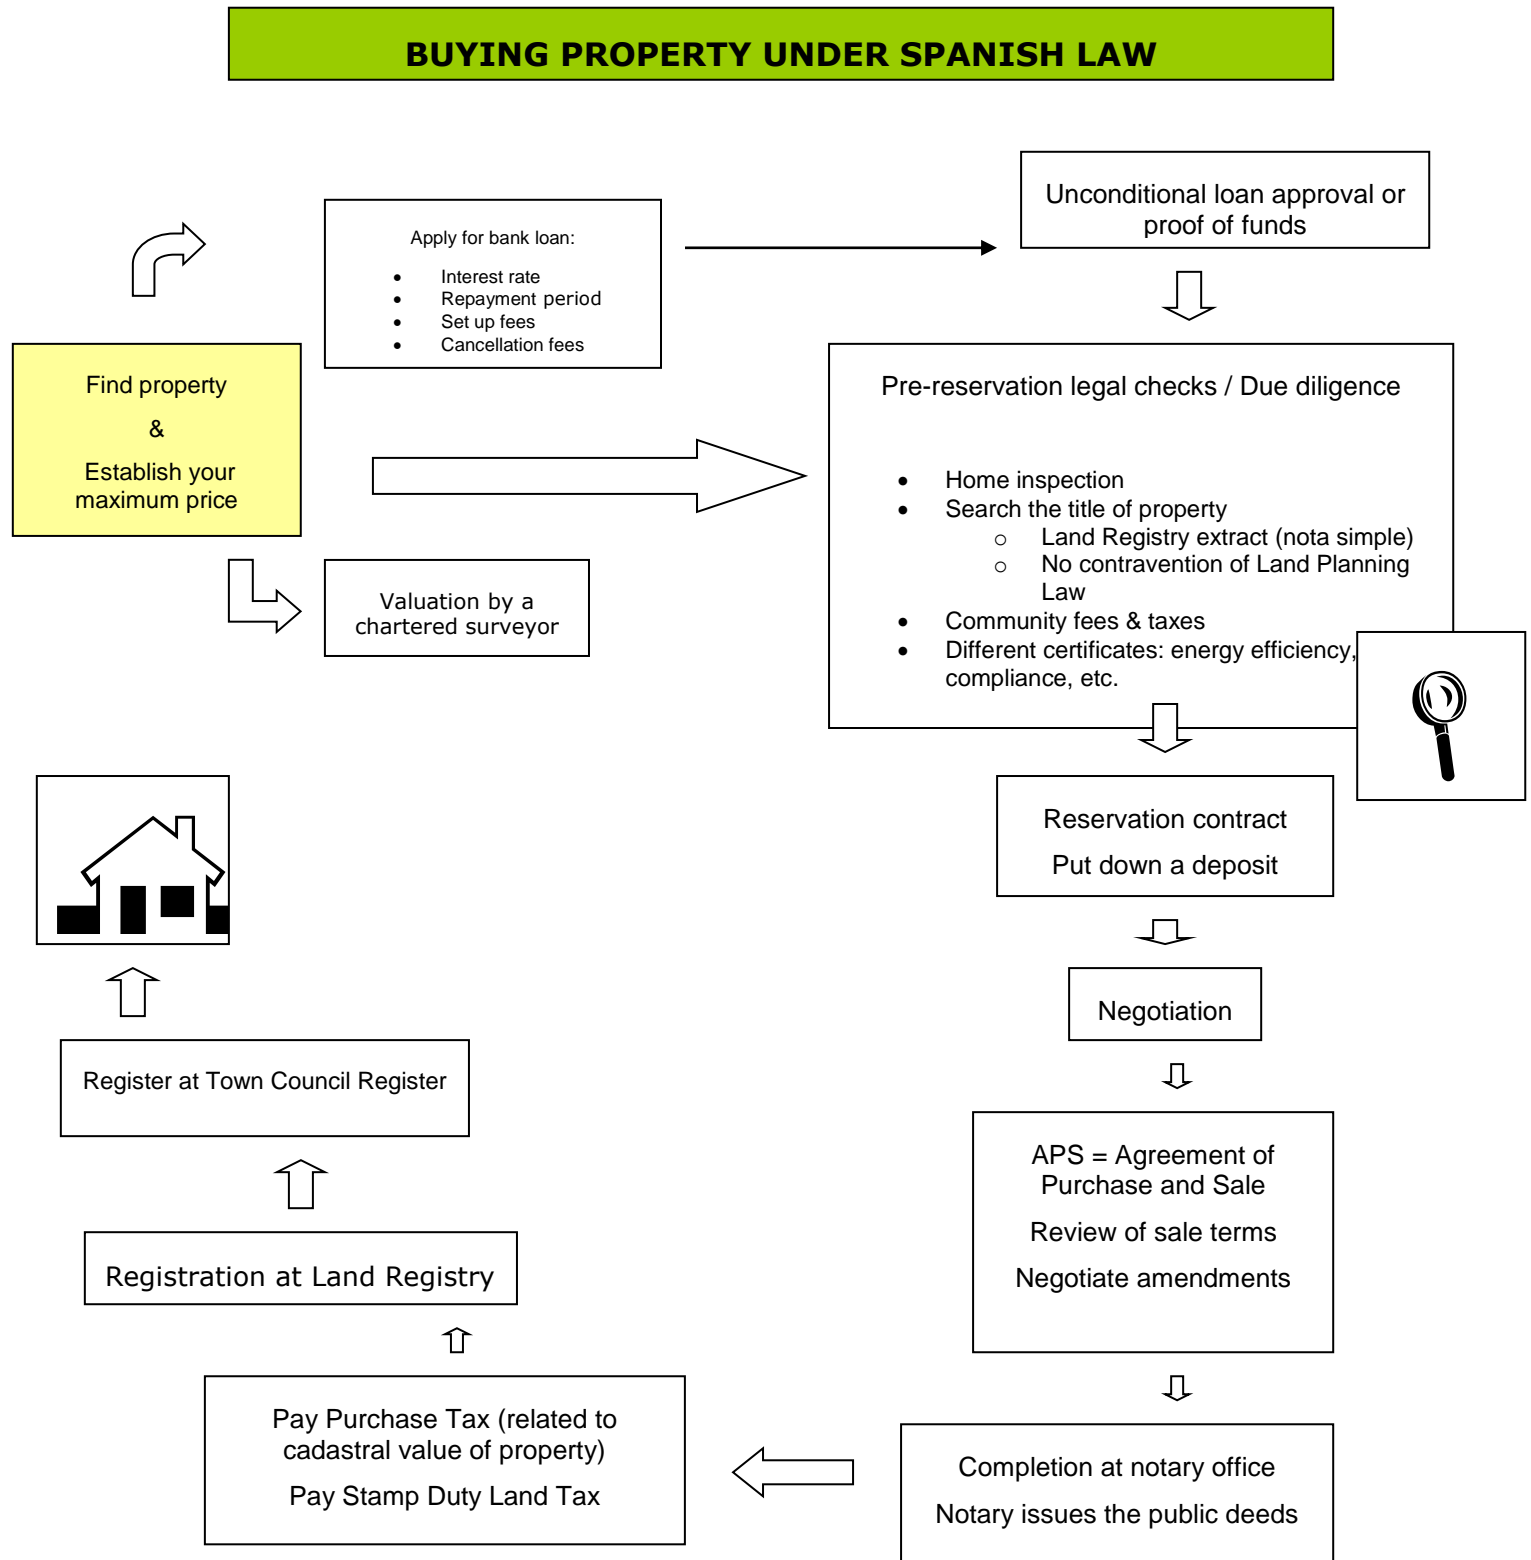 BUYING PROPERTY UNDER SPANISH LAW
Find property
&
Establish your
maximum price
Apply for bank loan:
• Interest rate
• Repayment period
• Set up fees
• Cancellation fees
Unconditional loan approval or
proof of funds
Valuation by a
chartered surveyor
Pre-reservation legal checks / Due diligence
• Home inspection
• Search the title of property
o Land Registry extract (nota simple)
o No contravention of Land Planning
Law
• Community fees & taxes
• Different certificates: energy efficiency,
compliance, etc.
Reservation contract
Put down a deposit
Negotiation
APS = Agreement of
Purchase and Sale
Review of sale terms
Negotiate amendments
Completion at notary office
Notary issues the public deeds
Pay Purchase Tax (related to
cadastral value of property)
Pay Stamp Duty Land Tax
Registration at Land Registry
Register at Town Council Register